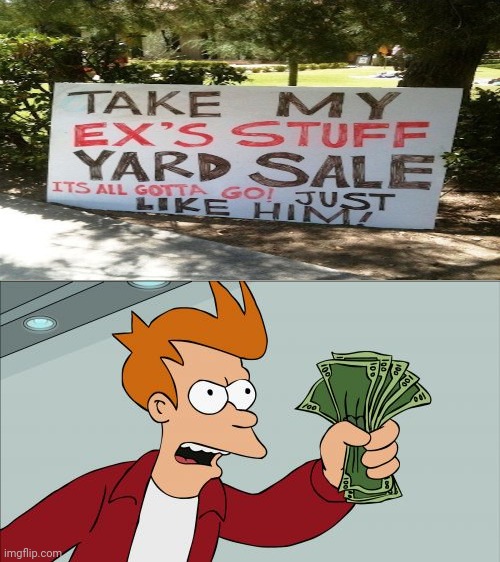 TAKE MY
EX'S STUFF
YARD SALE
ITS ALL GOTTA GO! JUST
LIKE HIM!
imgflip.com